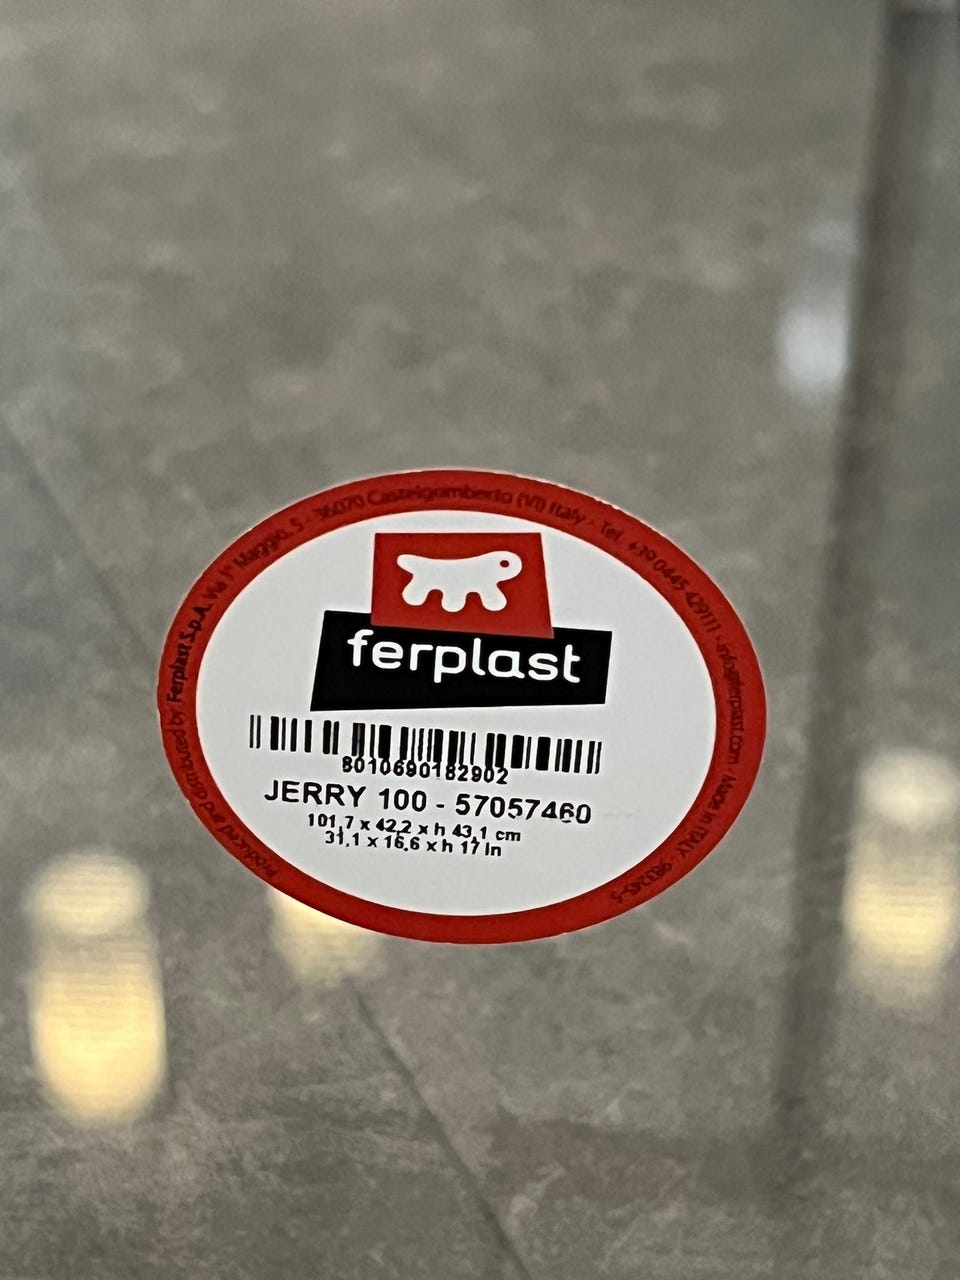 Produced and distributed by Ferplast S.p.A. Via 1° Maggio, 5 - 36070 Castelgomberto (VI) Italy - Tel. +39 0445 429111 - info@ferplast.com - Made in ITALY - 983245-5
ferplast
8010690182902
JERRY 100 - 57057460
101,7 x 42,2 x h 43,1 cm
31,1 x 16,6 x h 17 in